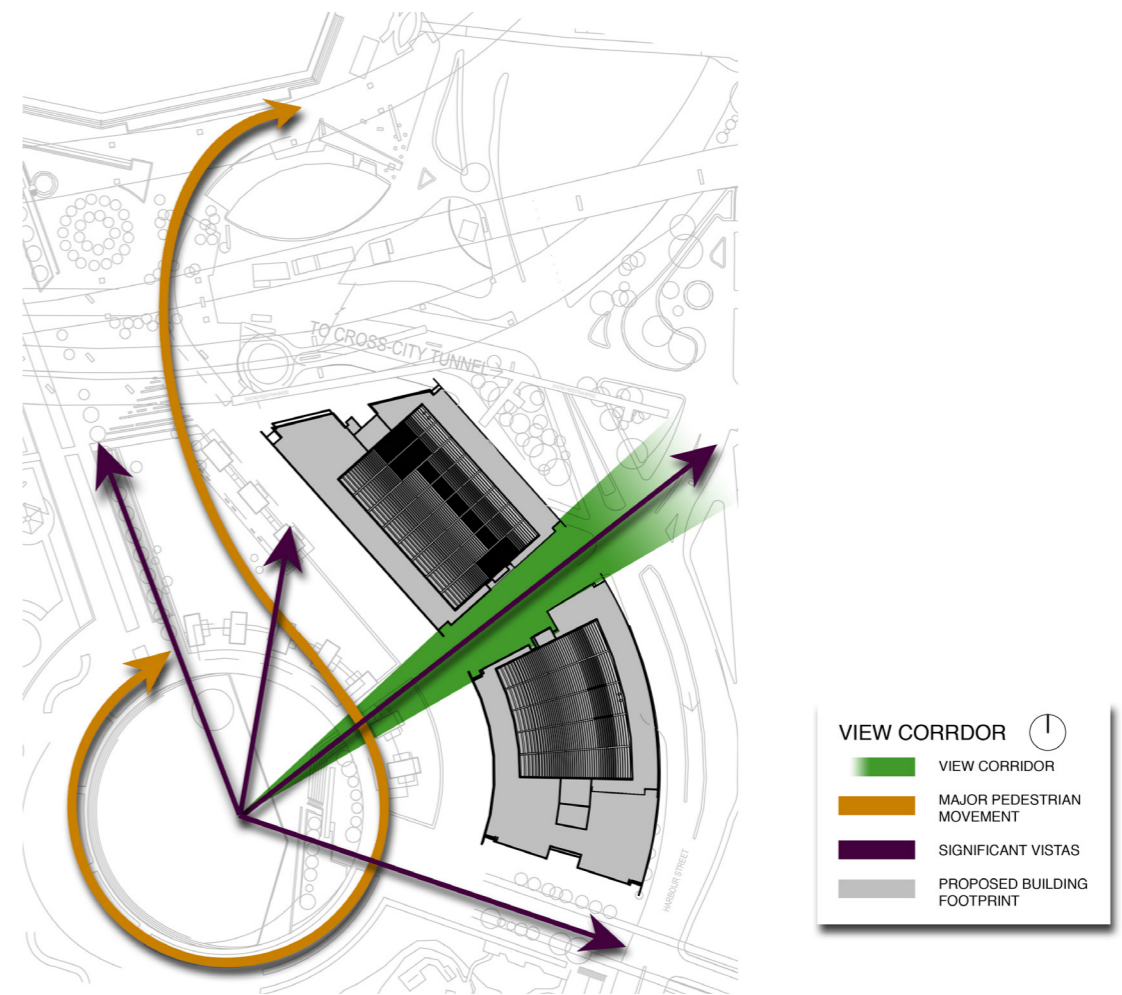 TO CROSS-CITY TUNNEL
HARBOUR STREET
VIEW CORRDOR
VIEW CORRIDOR
MAJOR PEDESTRIAN
MOVEMENT
SIGNIFICANT VISTAS
PROPOSED BUILDING
FOOTPRINT